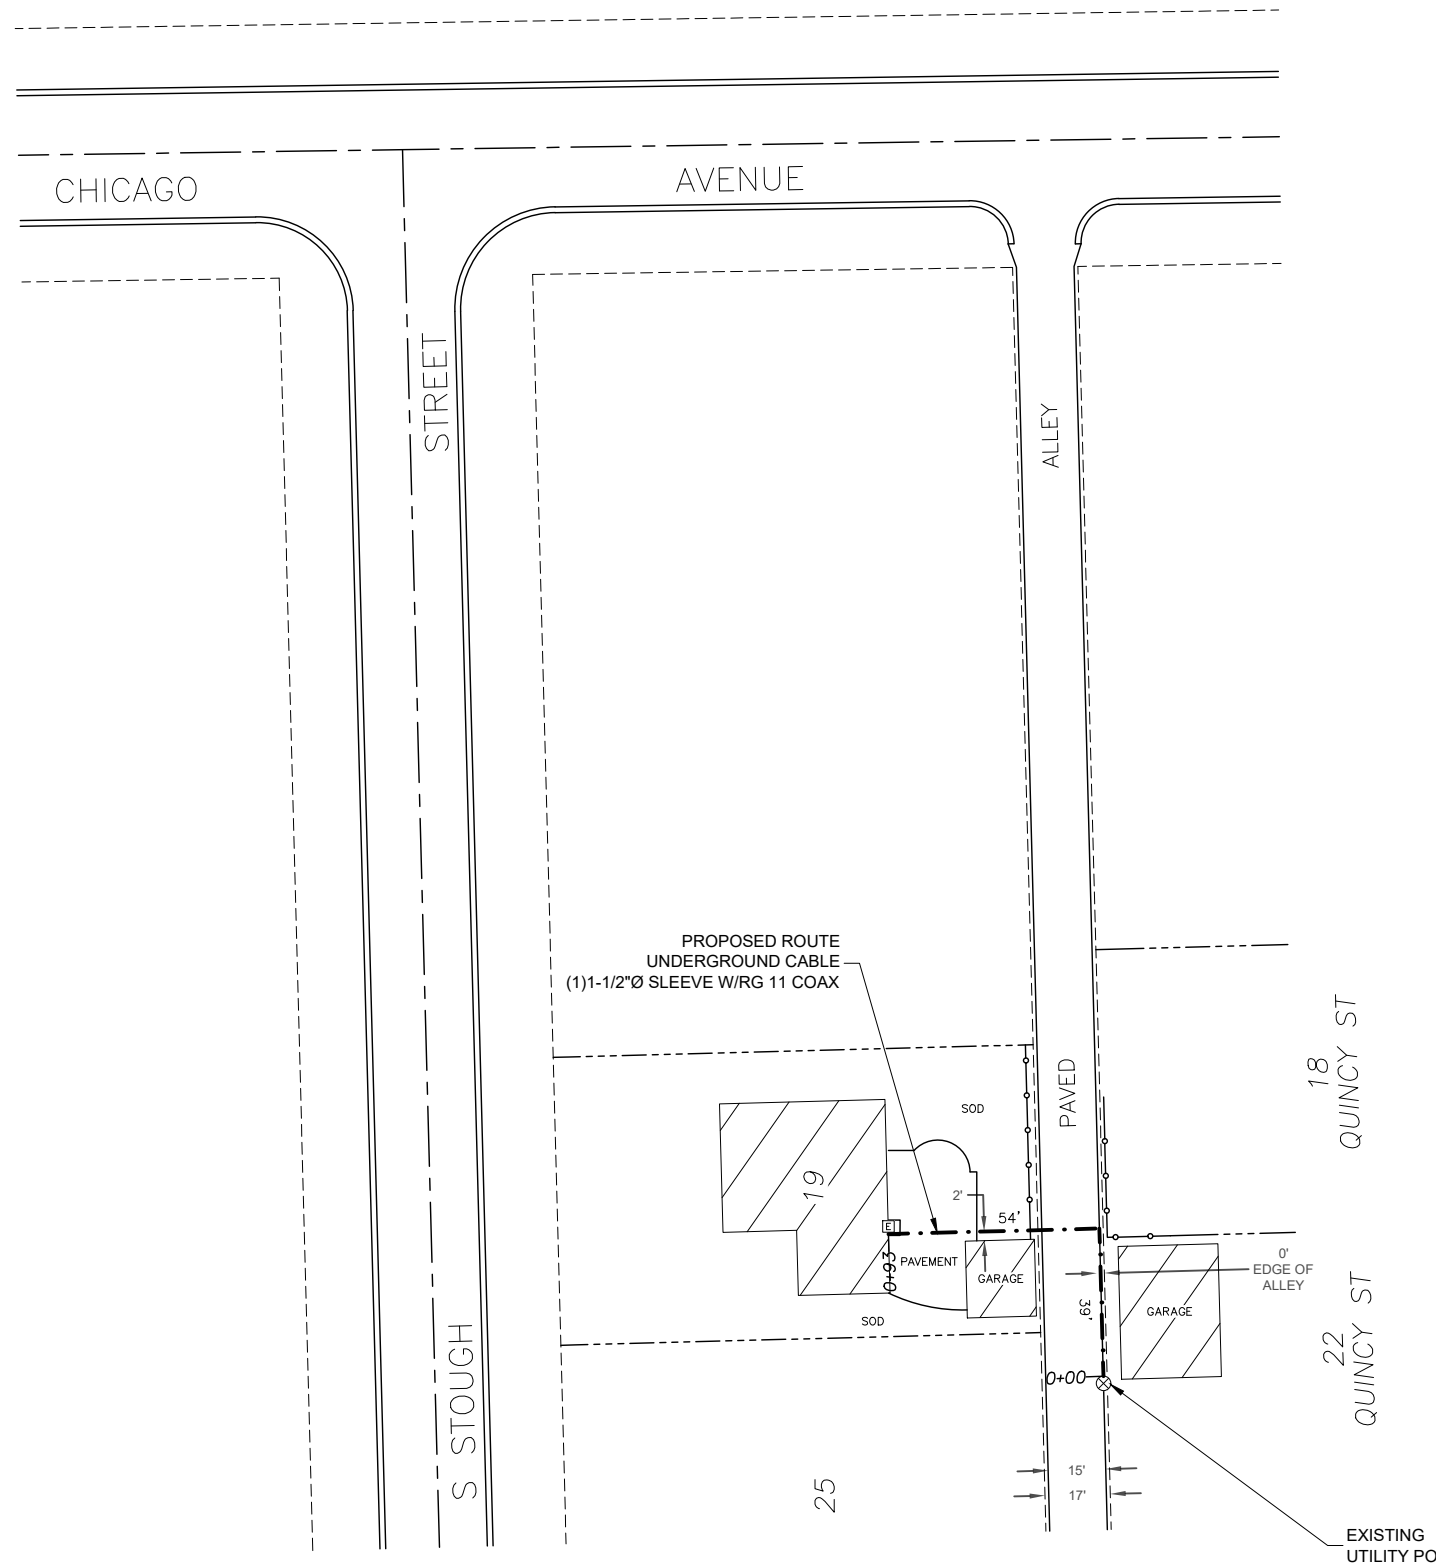 CHICAGO
AVENUE
STREET
ALLEY
PROPOSED ROUTE
UNDERGROUND CABLE
(1)1-1/2"Ø SLEEVE W/RG 11 COAX
18
QUINCY ST
PAVED
SOD
19
2'
54'
E
0+93
PAVEMENT
GARAGE
0'
EDGE OF
ALLEY
39'
GARAGE
SOD
22
QUINCY ST
0+00
S STOUGH
25
15'
17'
EXISTING
UTILITY PO